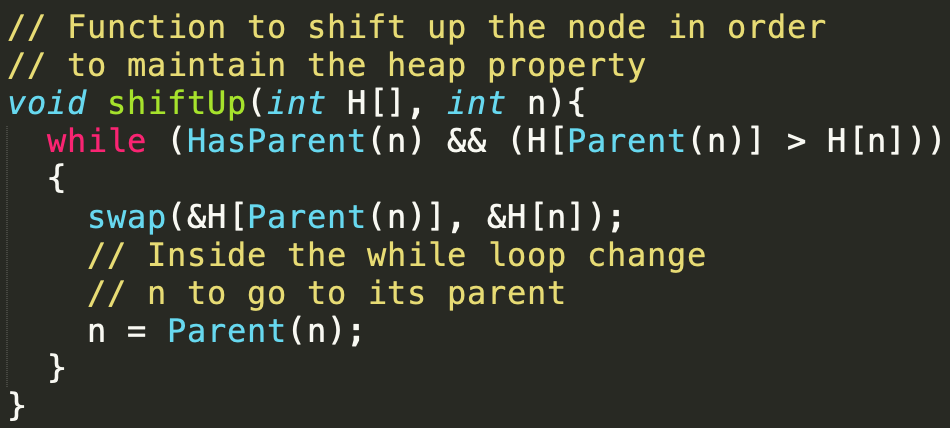 // Function to shift up the node in order
// to maintain the heap property
void shiftUp(int H[], int n){
  while (HasParent(n) && (H[Parent(n)] > H[n]))
  {
    swap(&H[Parent(n)], &H[n]);
    // Inside the while loop change
    // n to go to its parent
    n = Parent(n);
  }
}